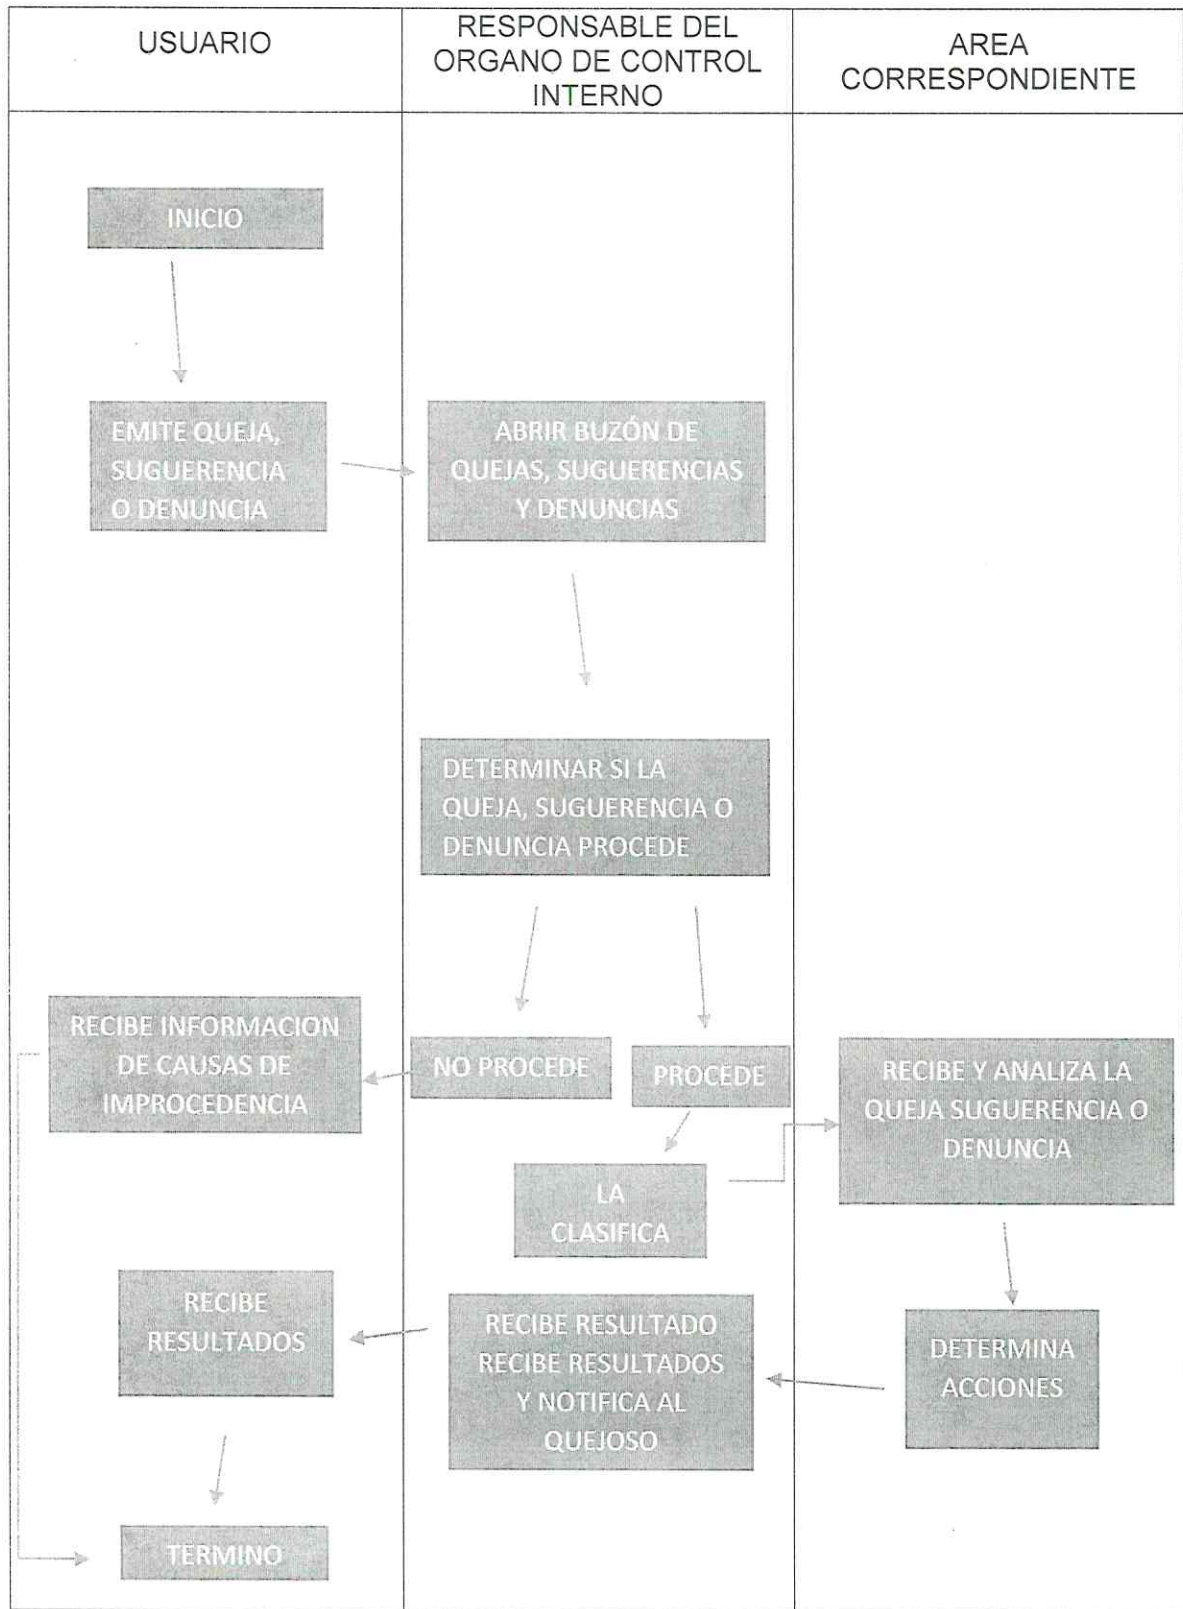 USUARIO
RESPONSABLE DEL
ORGANO DE CONTROL
INTERNO
AREA
CORRESPONDIENTE
INICIO
EMITE QUEJA,
SUGUERENCIA
O DENUNCIA
ABRIR BUZÓN DE
QUEJAS, SUGUERENCIAS
Y DENUNCIAS
DETERMINAR SI LA
QUEJA, SUGUERENCIA O
DENUNCIA PROCEDE
RECIBE INFORMACION
DE CAUSAS DE
IMPROCEDENCIA
NO PROCEDE
PROCEDE
RECIBE Y ANALIZA LA
QUEJA SUGUERENCIA O
DENUNCIA
LA
CLASIFICA
RECIBE
RESULTADOS
RECIBE RESULTADO
RECIBE RESULTADOS
Y NOTIFICA AL
QUEJOSO
DETERMINA
ACCIONES
TERMINO